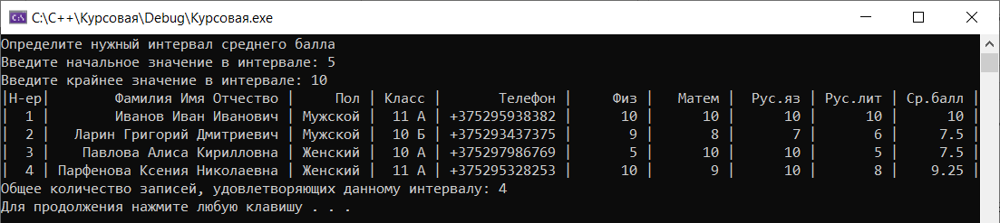 C:\C++\Курсовая\Debug\Курсовая.exe
Определите нужный интервал среднего балла
Введите начальное значение в интервале: 5
Введите крайнее значение в интервале: 10
|Н-ер|        Фамилия Имя Отчество |     Пол | Класс |       Телефон |     Физ |   Матем |  Рус.яз | Рус.лит | Ср.балл |
|  1 |        Иванов Иван Иванович | Мужской |  11 А | +375295938382 |      10 |      10 |      10 |      10 |      10 |
|  2 |   Ларин Григорий Дмитриевич | Мужской |  10 Б | +375293437375 |       9 |       8 |       7 |       6 |     7.5 |
|  3 |    Павлова Алиса Кирилловна | Женский |  10 А | +375297986769 |       5 |      10 |      10 |       5 |     7.5 |
|  4 | Парфенова Ксения Николаевна | Женский |  11 А | +375295328253 |      10 |       9 |      10 |       8 |    9.25 |
Общее количество записей, удовлетворяющих данному интервалу: 4
Для продолжения нажмите любую клавишу . . .